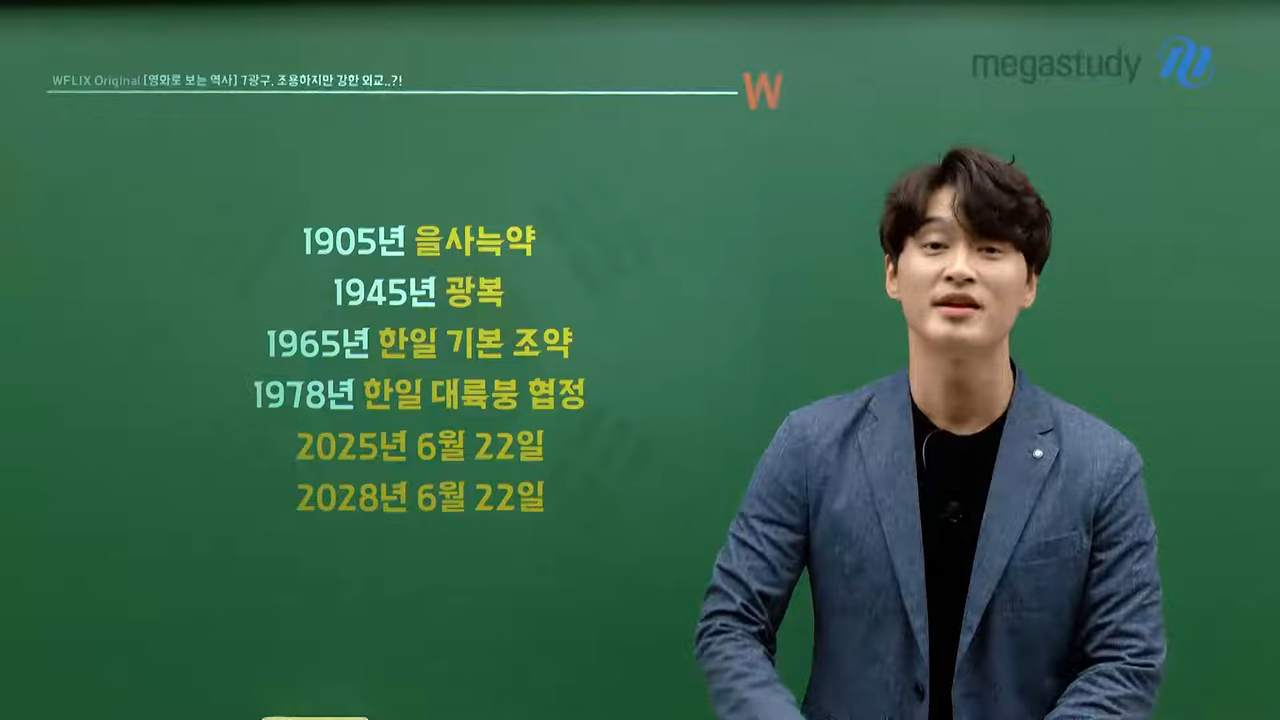 WFLIX Original [영화로 보는 역사] 7광구, 조용하지만 강한 외교..?!
W
megastudy
1905년 을사늑약
1945년 광복
1965년 한일 기본 조약
1978년 한일 대륙붕 협정
2025년 6월 22일
2028년 6월 22일